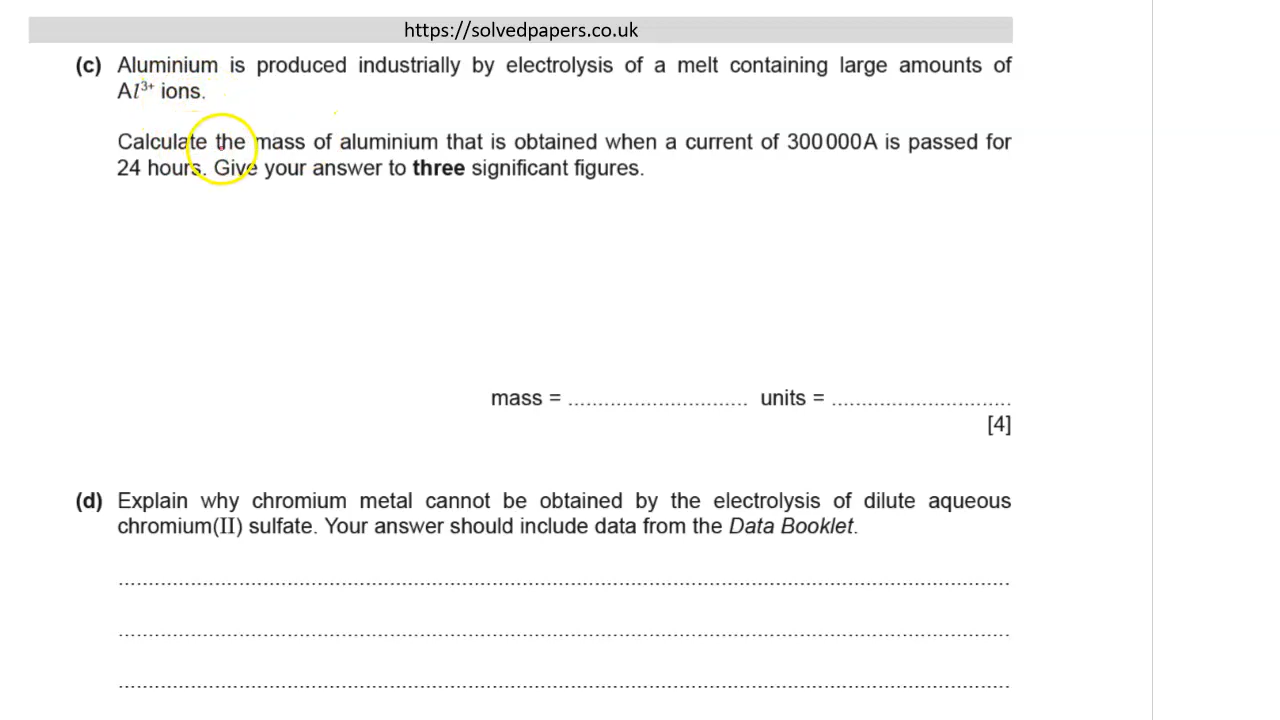 https://solvedpapers.co.uk
(c) Aluminium is produced industrially by electrolysis of a melt containing large amounts of
Al³⁺ ions.
Calculate the mass of aluminium that is obtained when a current of 300 000 A is passed for
24 hours. Give your answer to three significant figures.
mass = .............................. units = ..............................
[4]
(d) Explain why chromium metal cannot be obtained by the electrolysis of dilute aqueous
chromium(II) sulfate. Your answer should include data from the Data Booklet.